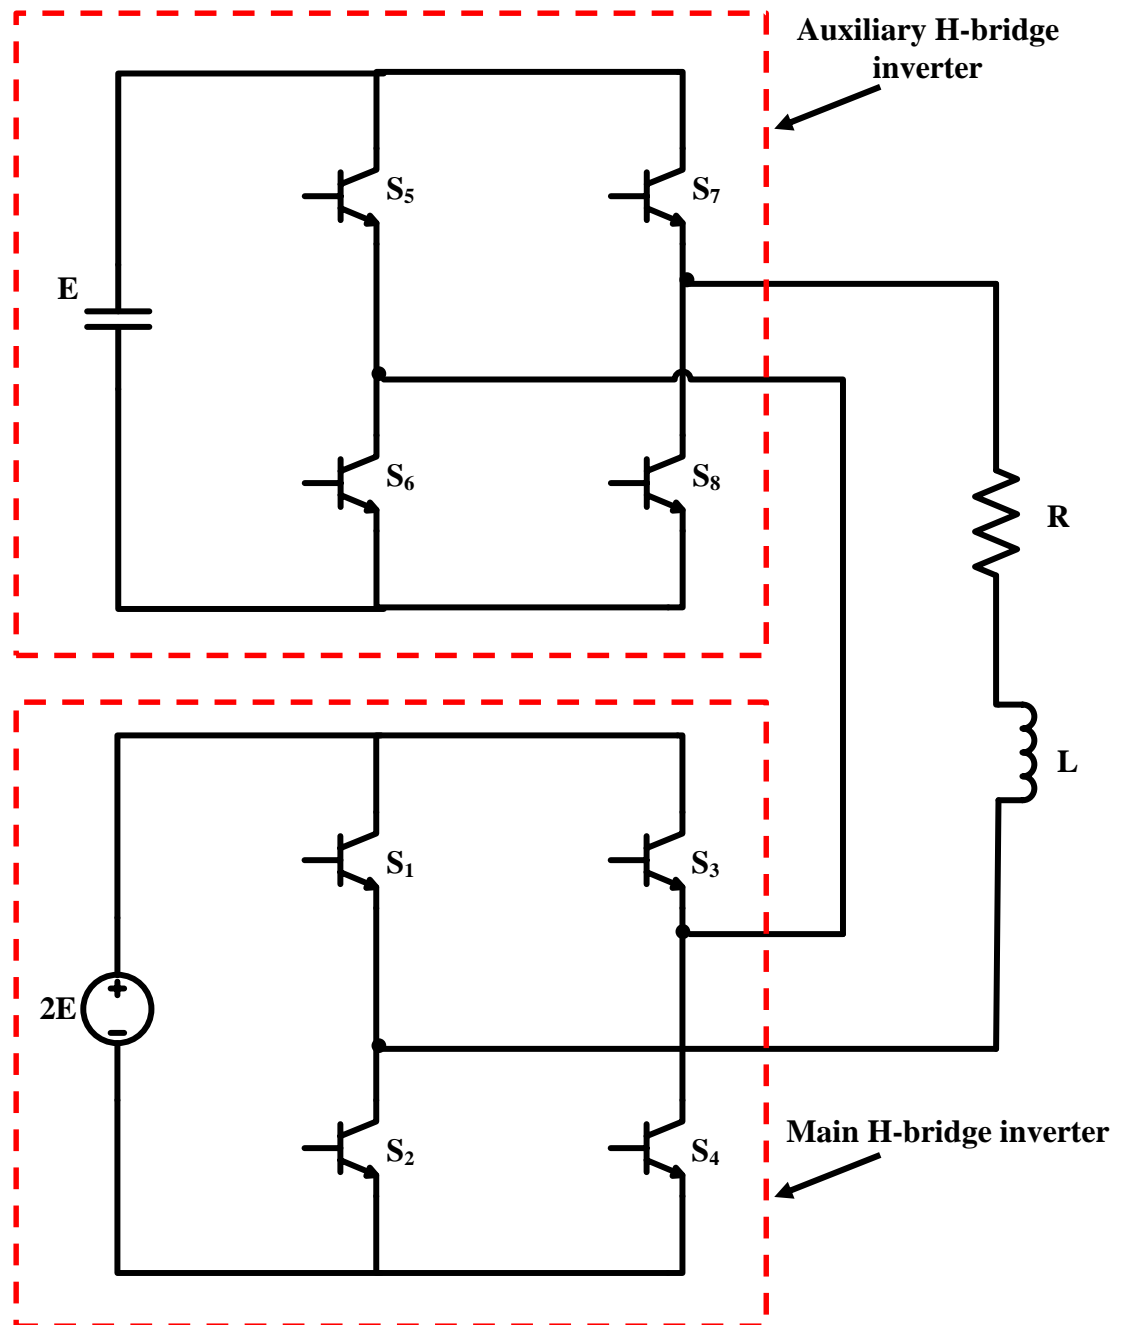 Auxiliary H-bridge
inverter
S₅
S₇
E
S₆
S₈
R
L
S₁
S₃
+
2E
−
S₂
S₄
Main H-bridge inverter